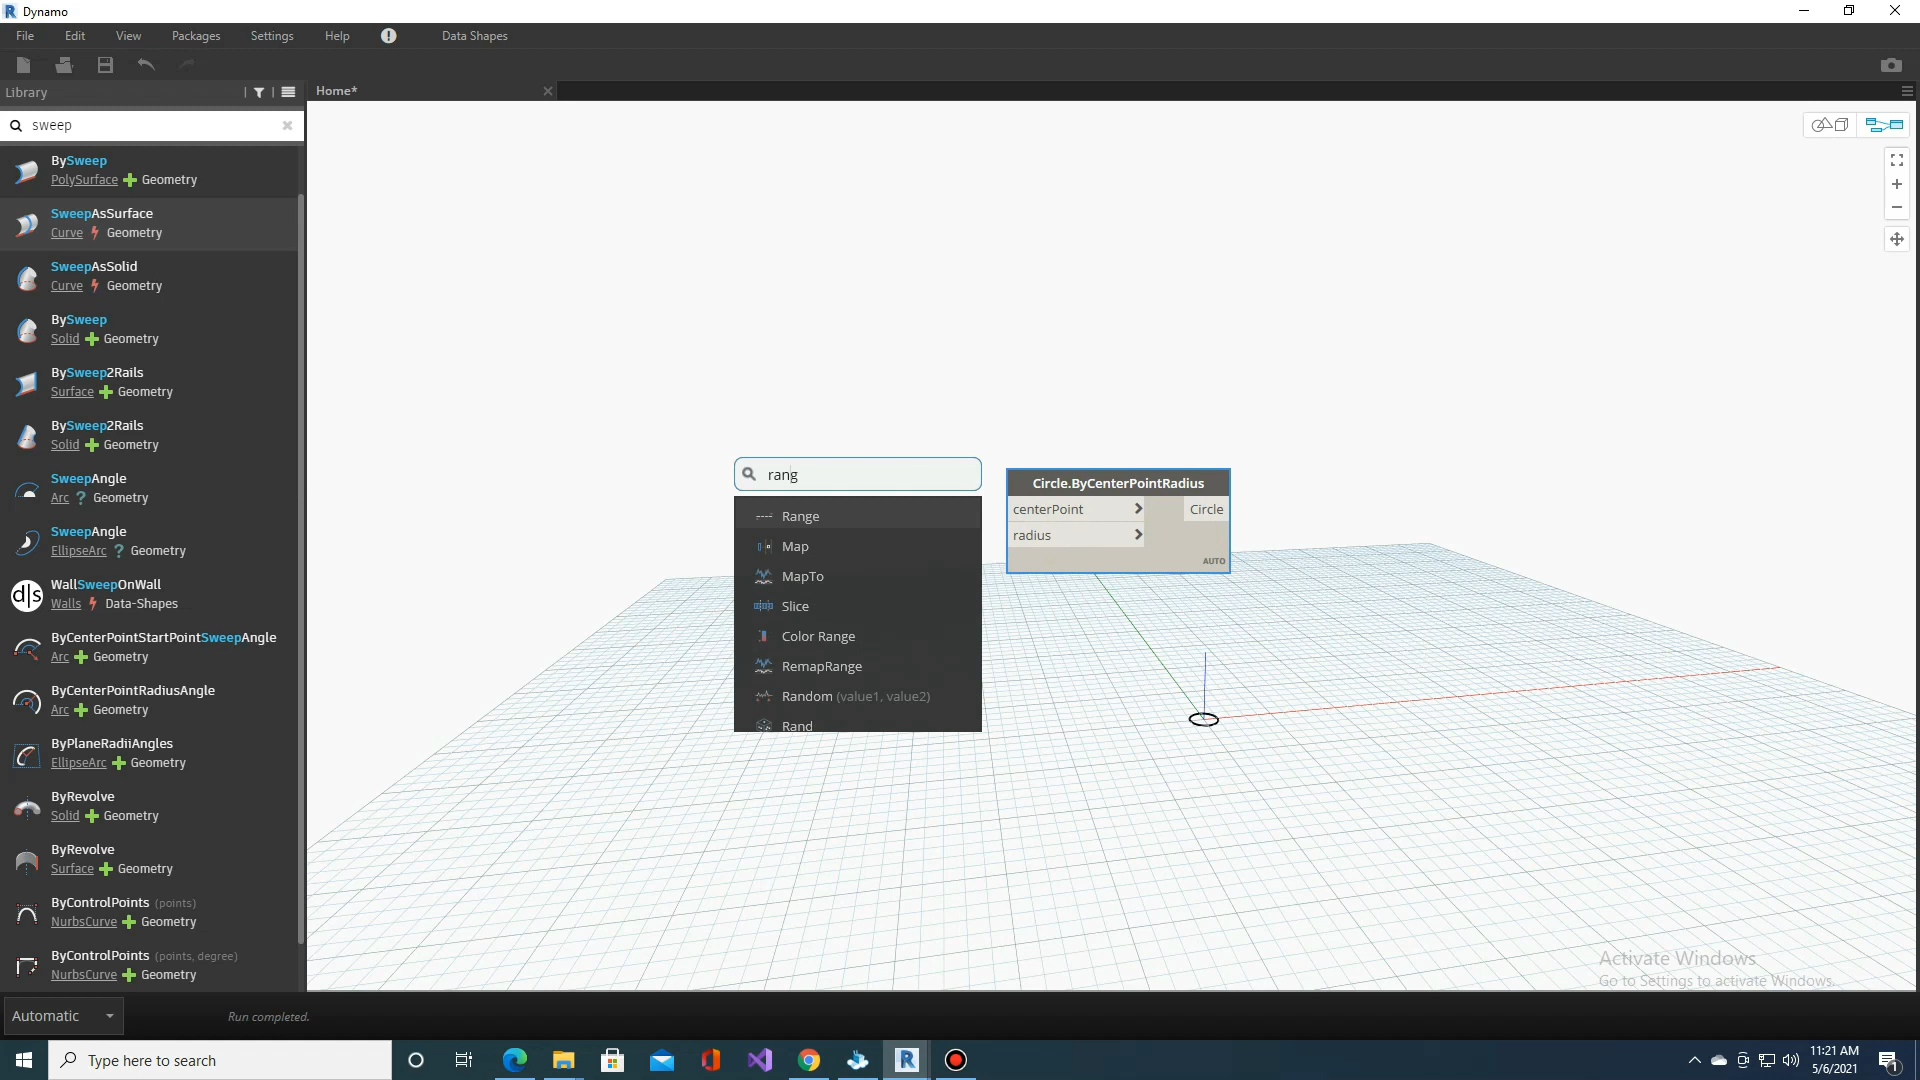 Dynamo
File Edit View Packages Settings Help Data Shapes
Library
Home*
sweep
BySweep
PolySurface Geometry
SweepAsSurface
Curve Geometry
SweepAsSolid
Curve Geometry
BySweep
Solid Geometry
BySweep2Rails
Surface Geometry
BySweep2Rails
Solid Geometry
SweepAngle
Arc ? Geometry
SweepAngle
EllipseArc ? Geometry
d|s
WallSweepOnWall
Walls Data-Shapes
ByCenterPointStartPointSweepAngle
Arc Geometry
ByCenterPointRadiusAngle
Arc Geometry
ByPlaneRadiiAngles
EllipseArc Geometry
ByRevolve
Solid Geometry
ByRevolve
Surface Geometry
ByControlPoints (points)
NurbsCurve Geometry
ByControlPoints (points, degree)
NurbsCurve Geometry
rang
Range
Map
MapTo
Slice
Color Range
RemapRange
Random (value1, value2)
Rand
Circle.ByCenterPointRadius
centerPoint > Circle
radius >
AUTO
Activate Windows
Go to Settings to activate Windows.
Automatic
Run completed.
Type here to search
11:21 AM
5/6/2021
1